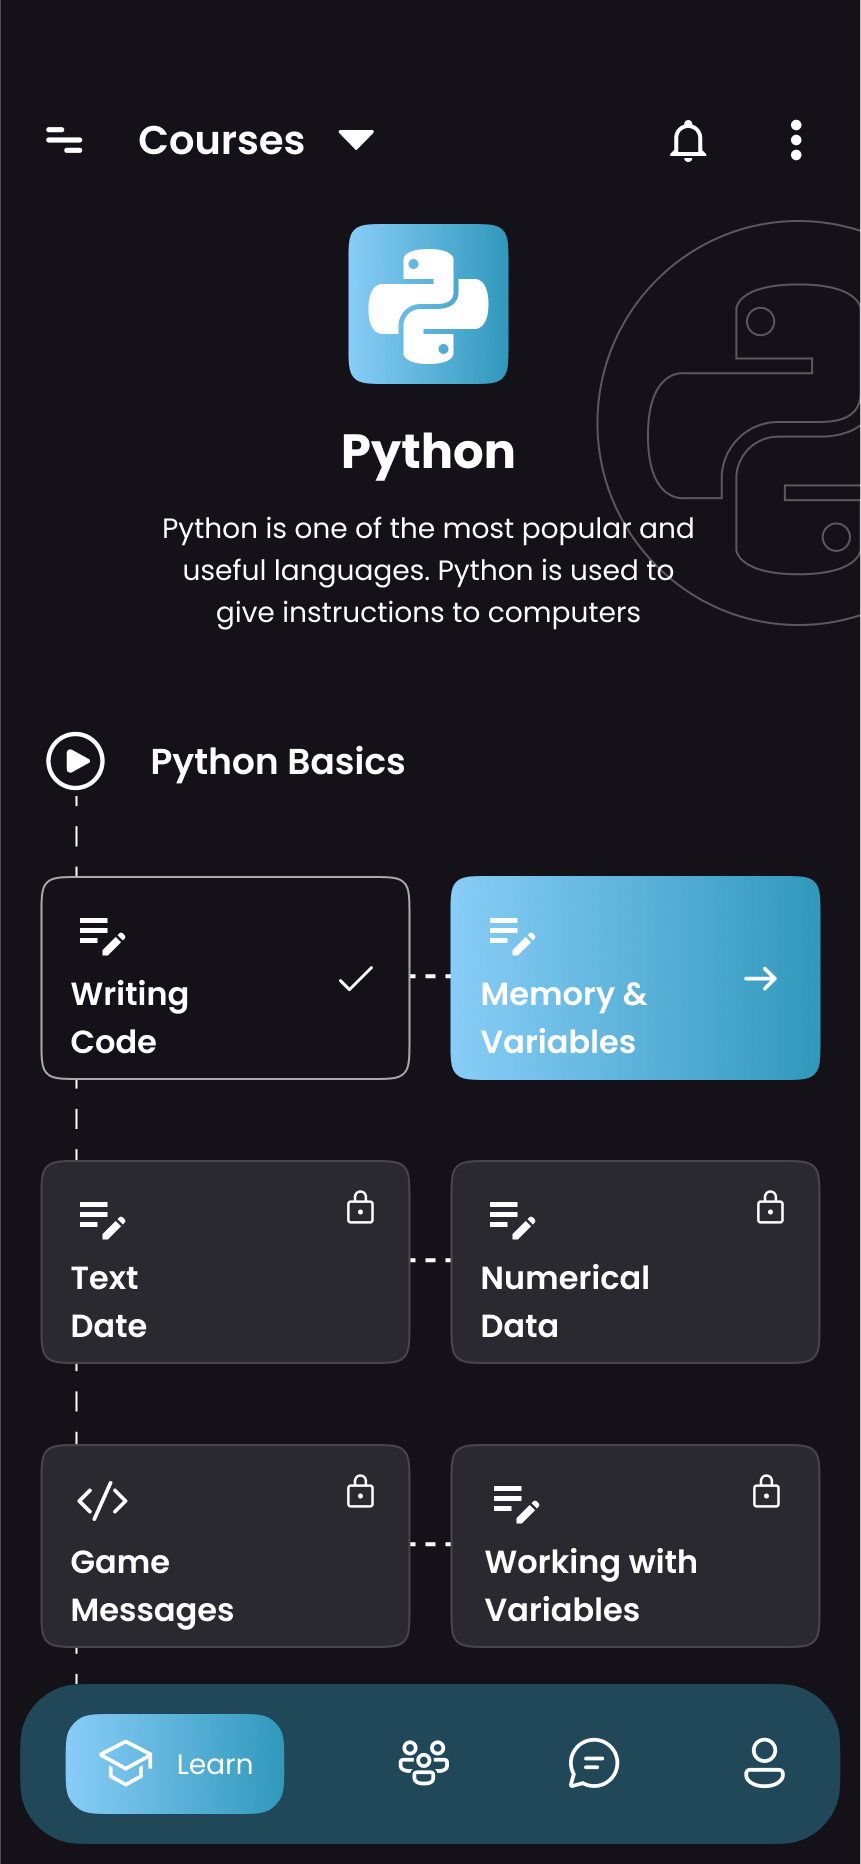 Courses
Python
Python is one of the most popular and
useful languages. Python is used to
give instructions to computers
Python Basics
Writing
Code
Memory &
Variables
Text
Date
Numerical
Data
Game
Messages
Working with
Variables
Learn